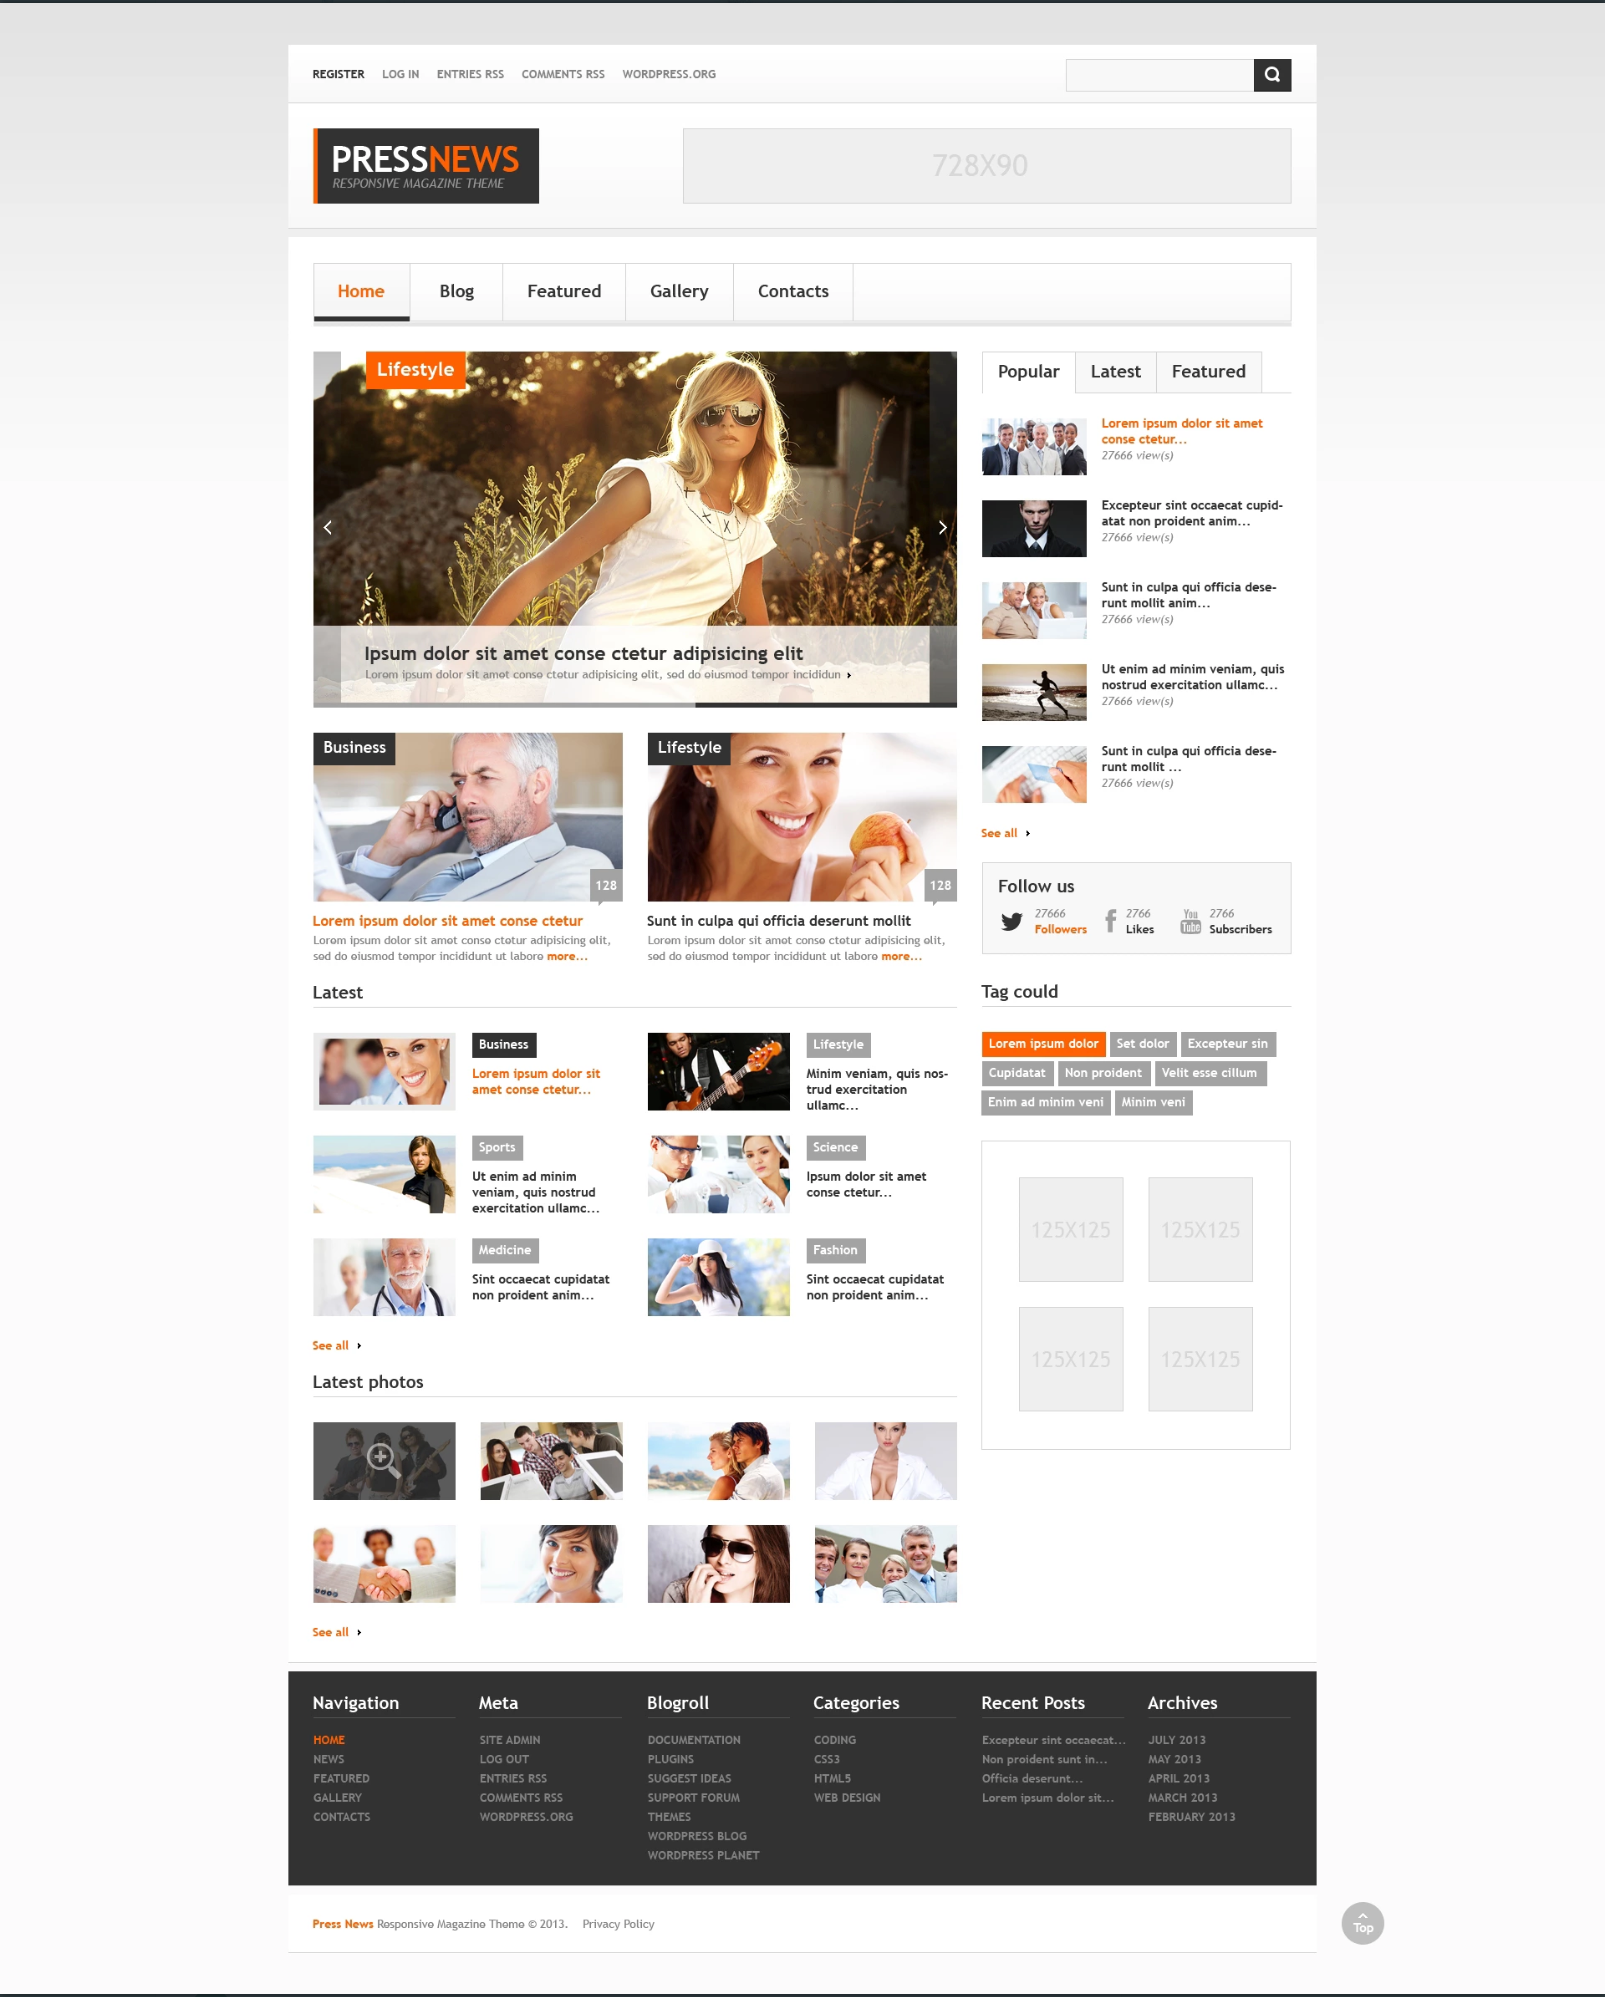 REGISTER LOG IN ENTRIES RSS COMMENTS RSS WORDPRESS.ORG
PRESSNEWS
RESPONSIVE MAGAZINE THEME
728X90
Home Blog Featured Gallery Contacts
Lifestyle
Ipsum dolor sit amet conse ctetur adipisicing elit
Lorem ipsum dolor sit amet conse ctetur adipisicing elit, sed do eiusmod tempor incididun
Business
128
Lorem ipsum dolor sit amet conse ctetur
Lorem ipsum dolor sit amet conse ctetur adipisicing elit,
sed do eiusmod tempor incididunt ut labore more...
Lifestyle
128
Sunt in culpa qui officia deserunt mollit
Lorem ipsum dolor sit amet conse ctetur adipisicing elit,
sed do eiusmod tempor incididunt ut labore more...
Latest
Business
Lorem ipsum dolor sit
amet conse ctetur...
Lifestyle
Minim veniam, quis nos-
trud exercitation
ullamc...
Sports
Ut enim ad minim
veniam, quis nostrud
exercitation ullamc...
Science
Ipsum dolor sit amet
conse ctetur...
Medicine
Sint occaecat cupidatat
non proident anim...
Fashion
Sint occaecat cupidatat
non proident anim...
See all
Latest photos
See all
Popular Latest Featured
Lorem ipsum dolor sit amet
conse ctetur...
27666 view(s)
Excepteur sint occaecat cupid-
atat non proident anim...
27666 view(s)
Sunt in culpa qui officia dese-
runt mollit anim...
27666 view(s)
Ut enim ad minim veniam, quis
nostrud exercitation ullamc...
27666 view(s)
Sunt in culpa qui officia dese-
runt mollit ...
27666 view(s)
See all
Follow us
27666
Followers
2766
Likes
You
Tube
2766
Subscribers
Tag could
Lorem ipsum dolor Set dolor Excepteur sin
Cupidatat Non proident Velit esse cillum
Enim ad minim veni Minim veni
125X125 125X125
125X125 125X125
Navigation
HOME
NEWS
FEATURED
GALLERY
CONTACTS
Meta
SITE ADMIN
LOG OUT
ENTRIES RSS
COMMENTS RSS
WORDPRESS.ORG
Blogroll
DOCUMENTATION
PLUGINS
SUGGEST IDEAS
SUPPORT FORUM
THEMES
WORDPRESS BLOG
WORDPRESS PLANET
Categories
CODING
CSS3
HTML5
WEB DESIGN
Recent Posts
Excepteur sint occaecat...
Non proident sunt in...
Officia deserunt...
Lorem ipsum dolor sit...
Archives
JULY 2013
MAY 2013
APRIL 2013
MARCH 2013
FEBRUARY 2013
Press News Responsive Magazine Theme © 2013. Privacy Policy
Top